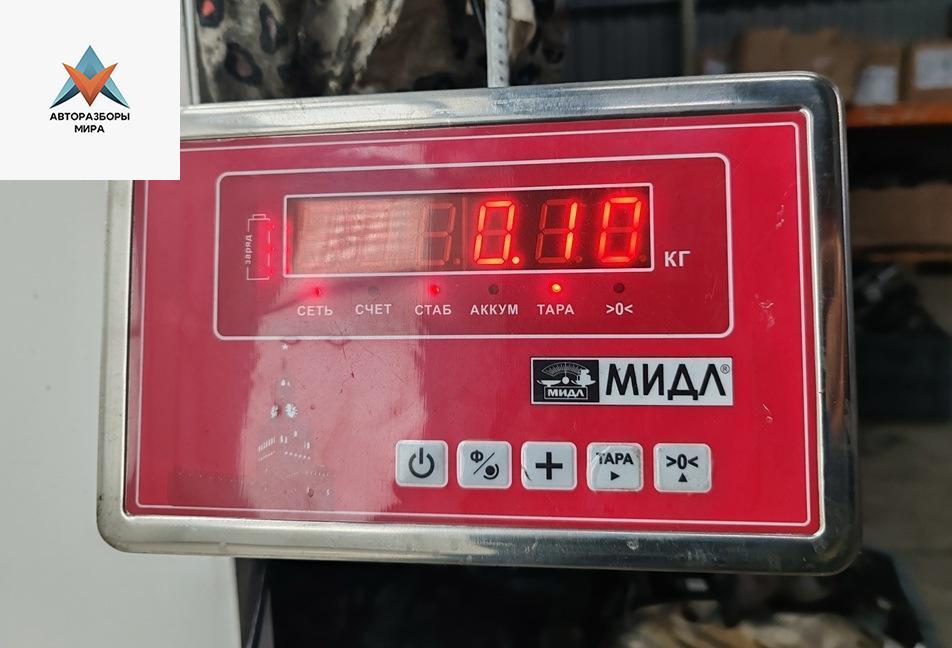 АВТОРАЗБОРЫ
МИРА
заряд
0.10
КГ
СЕТЬ СЧЕТ СТАБ АККУМ ТАРА >0<
МИДЛ МИДЛ®
Ф
+
ТАРА
>0<